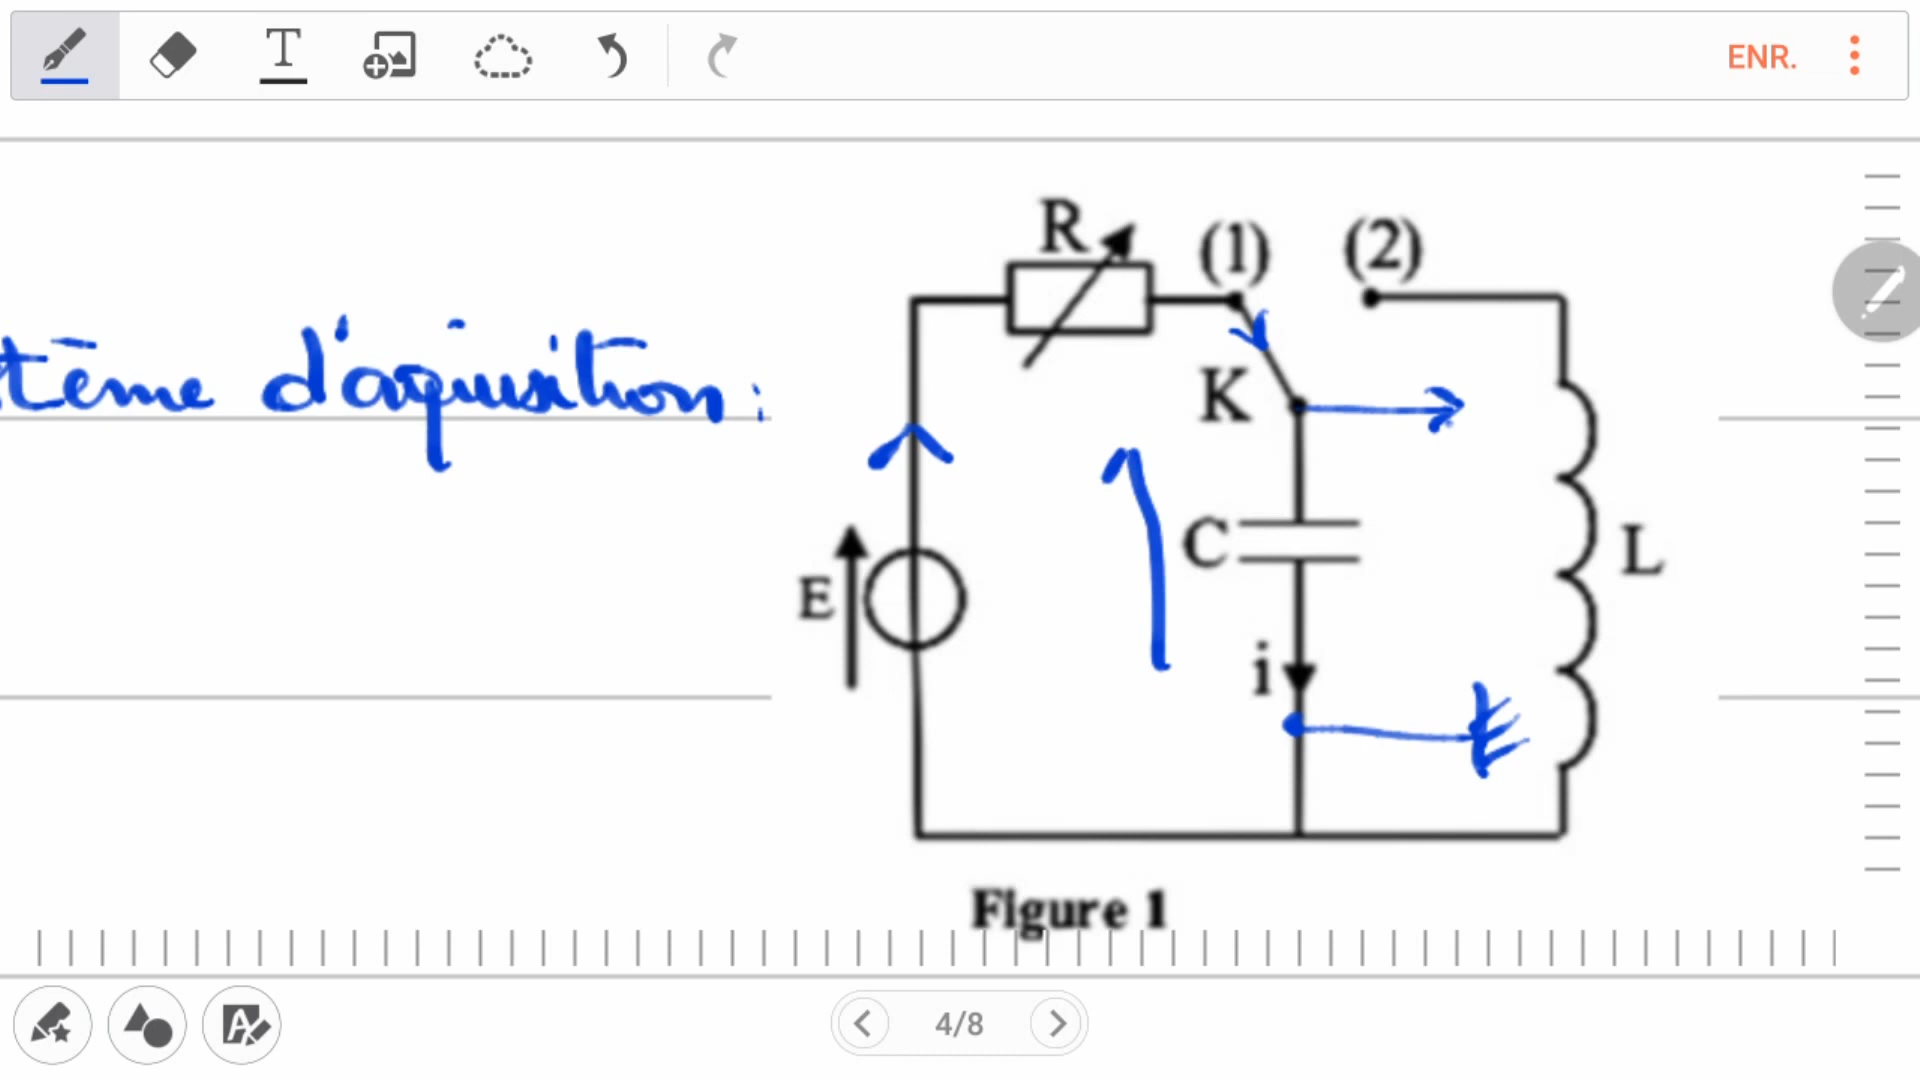 T
ENR.
R
(1)
(2)
tème d'aquisition:
K
C
L
E
i
Figure 1
A
4/8